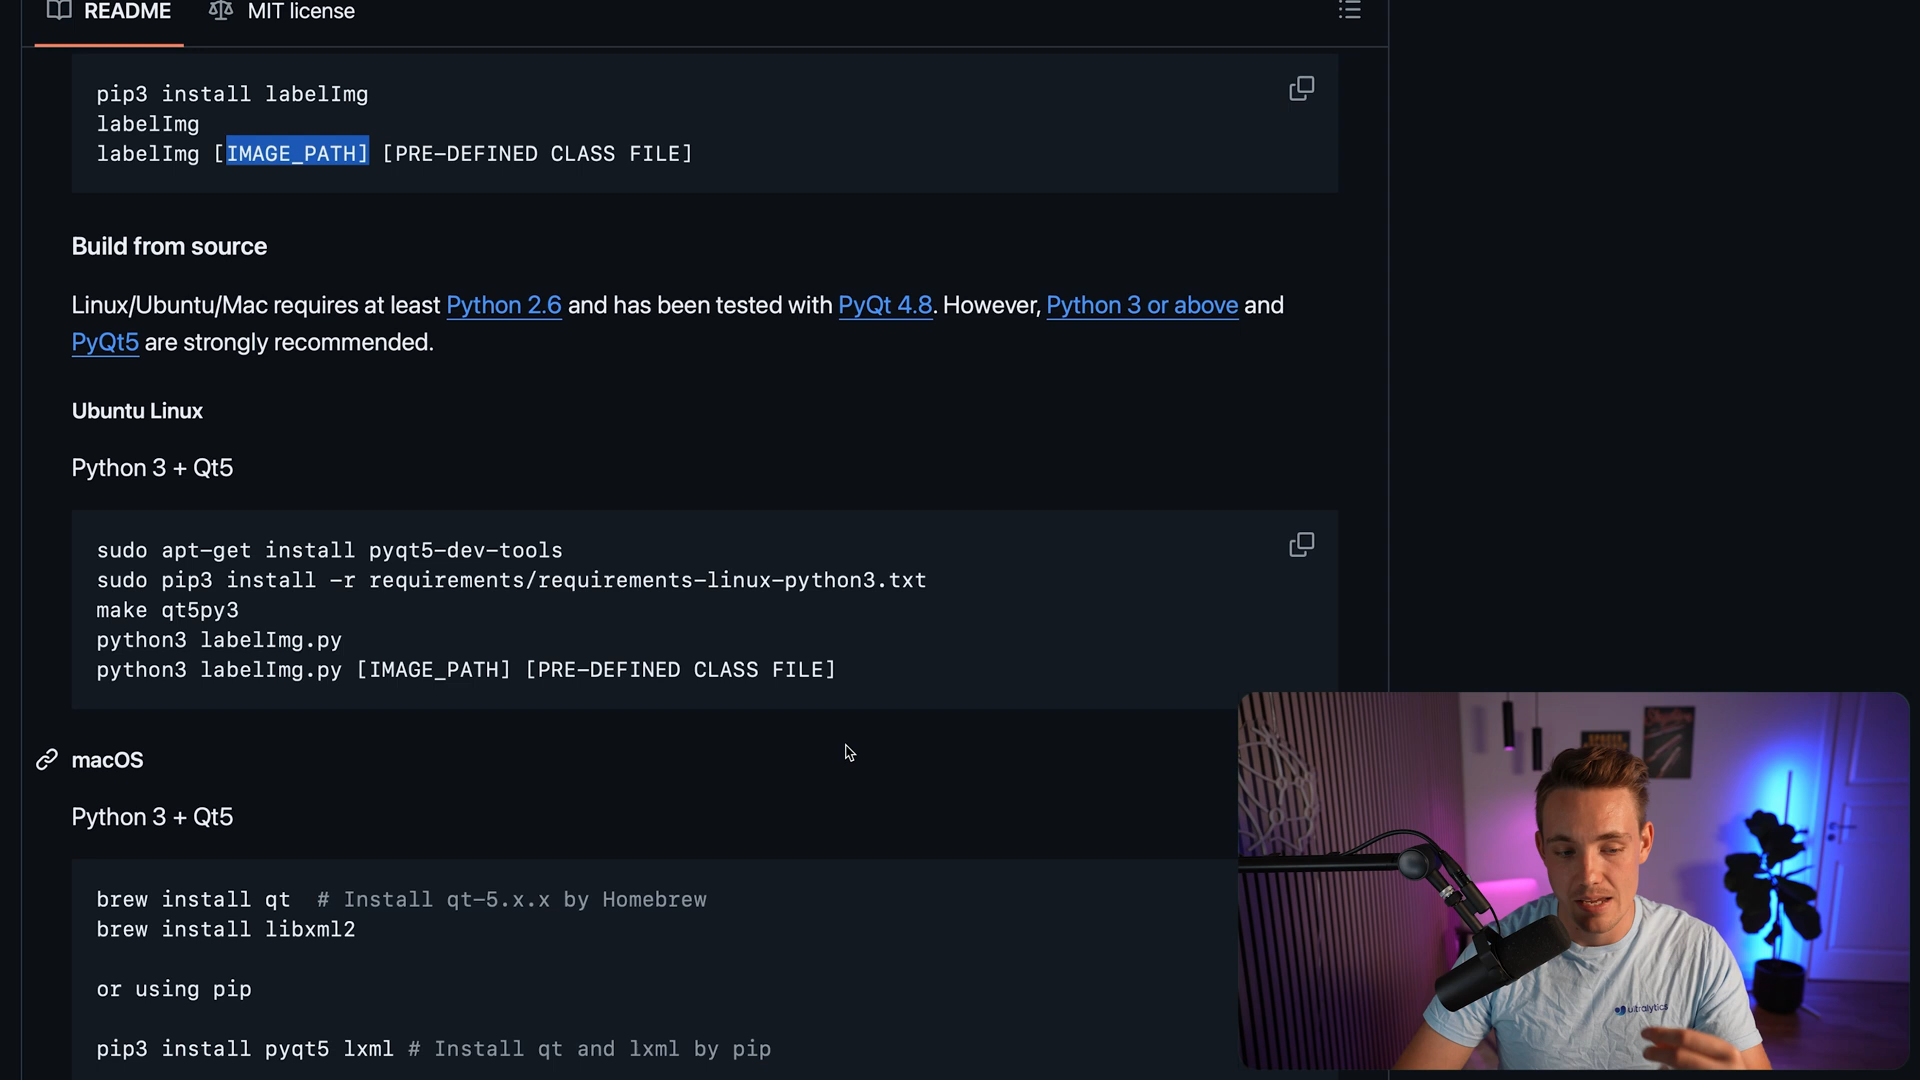 README
MIT license
pip3 install labelImg
labelImg
labelImg [IMAGE_PATH] [PRE-DEFINED CLASS FILE]
Build from source
Linux/Ubuntu/Mac requires at least Python 2.6 and has been tested with PyQt 4.8. However, Python 3 or above and
PyQt5 are strongly recommended.
Ubuntu Linux
Python 3 + Qt5
sudo apt-get install pyqt5-dev-tools
sudo pip3 install -r requirements/requirements-linux-python3.txt
make qt5py3
python3 labelImg.py
python3 labelImg.py [IMAGE_PATH] [PRE-DEFINED CLASS FILE]
macOS
Python 3 + Qt5
brew install qt  # Install qt-5.x.x by Homebrew
brew install libxml2
or using pip
pip3 install pyqt5 lxml # Install qt and lxml by pip
ultralytics